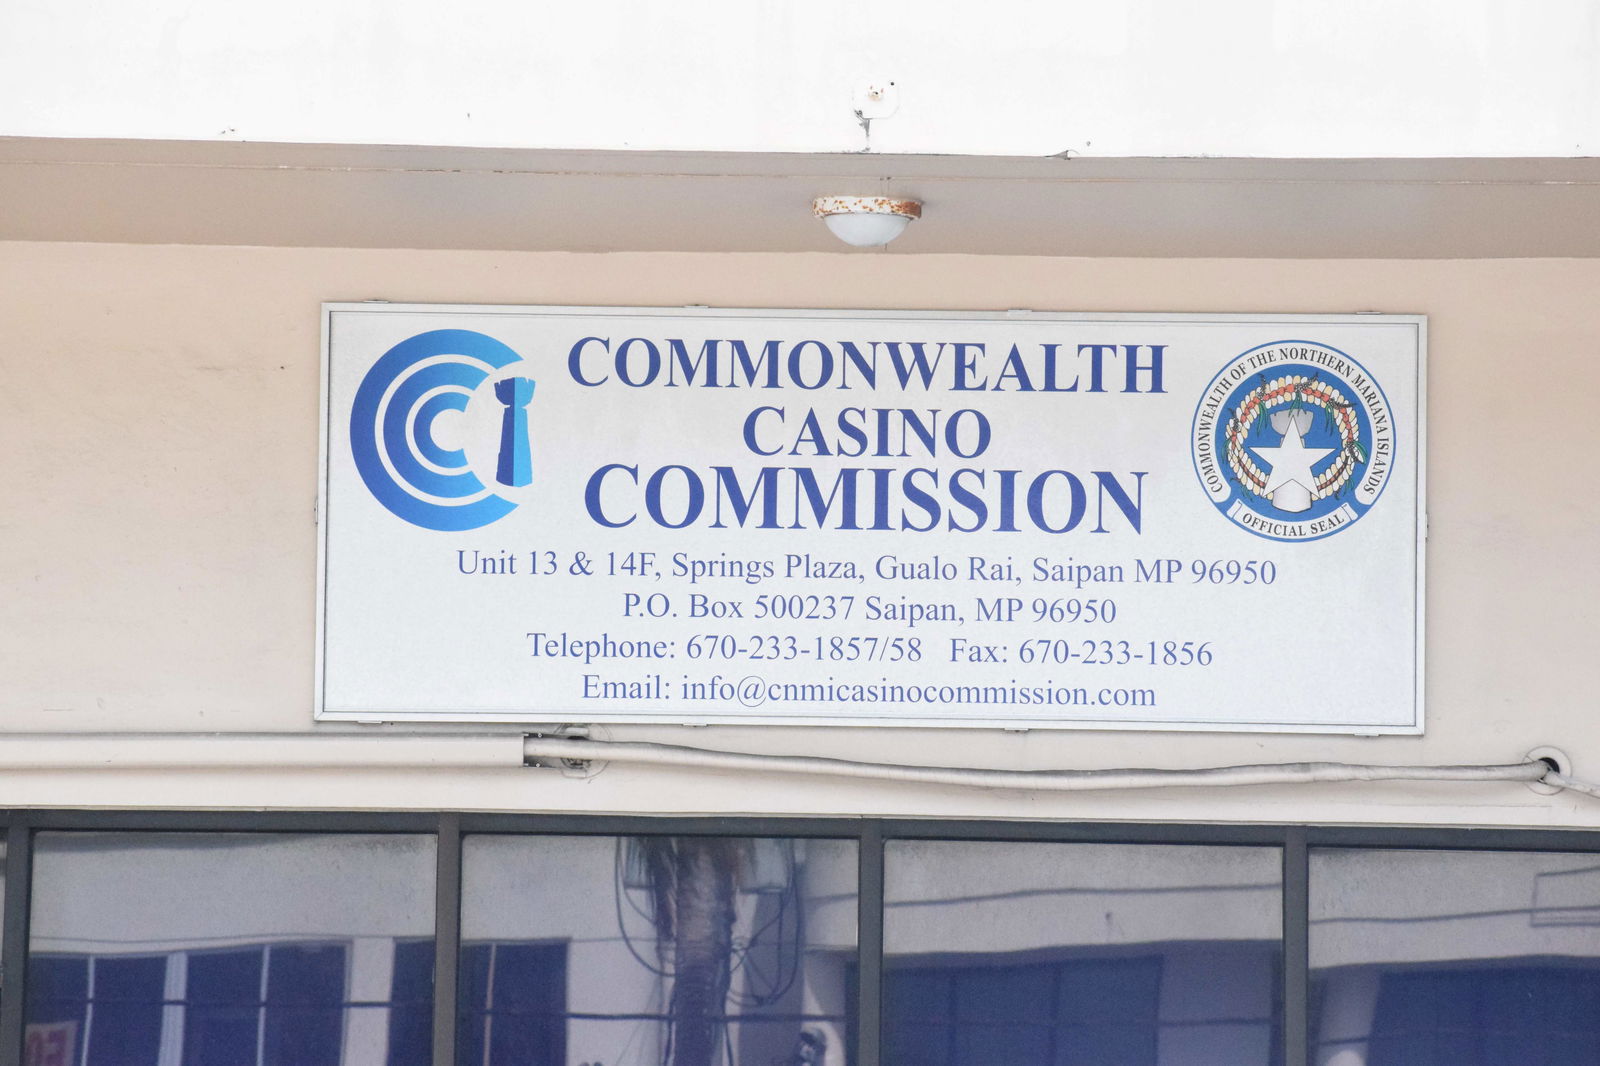 COMMONWEALTH
CASINO
COMMISSION
Unit 13 & 14F, Springs Plaza, Gualo Rai, Saipan MP 96950
P.O. Box 500237 Saipan, MP 96950
Telephone: 670-233-1857/58 Fax: 670-233-1856
Email: info@cnmicasinocommission.com
COMMONWEALTH OF THE NORTHERN MARIANA ISLANDS
OFFICIAL SEAL